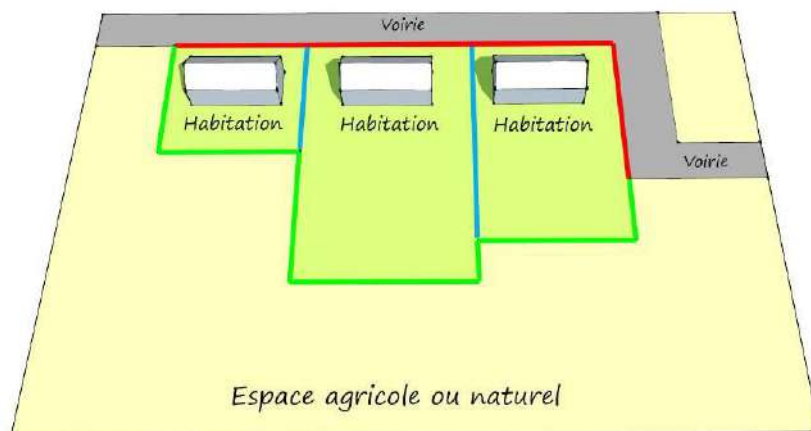 Voirie
Habitation
Habitation
Habitation
Voirie
Espace agricole ou naturel